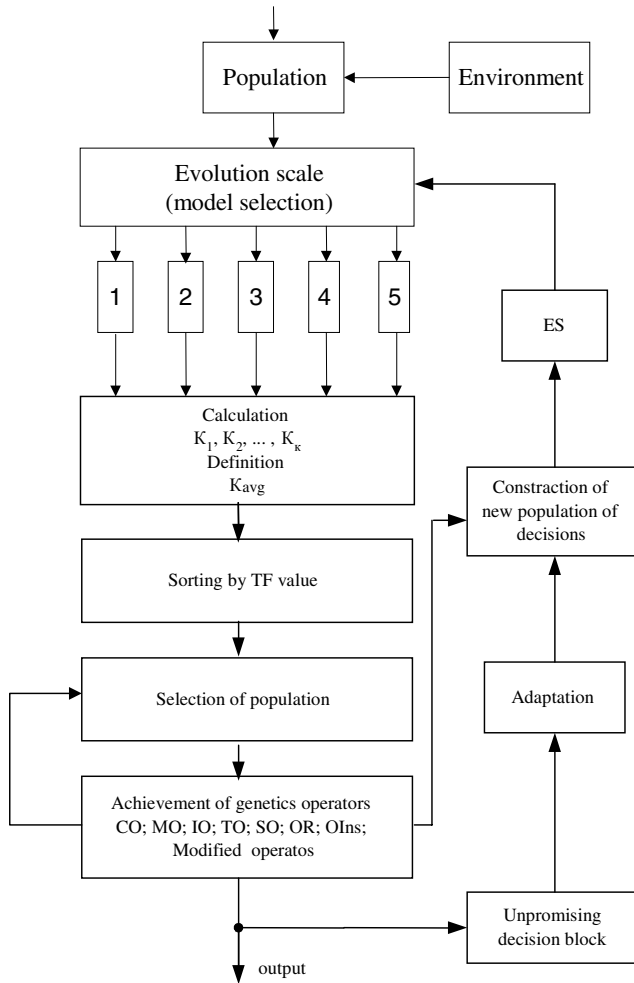 Population
Environment
Evolution scale
(model selection)
1 2 3 4 5
ES
Calculation
K1, K2, ... , Kк
Definition
Kavg
Constraction of
new population of
decisions
Sorting by TF value
Selection of population
Adaptation
Achievement of genetics operators
CO; MO; IO; TO; SO; OR; OIns;
Modified operatos
Unpromising
decision block
output